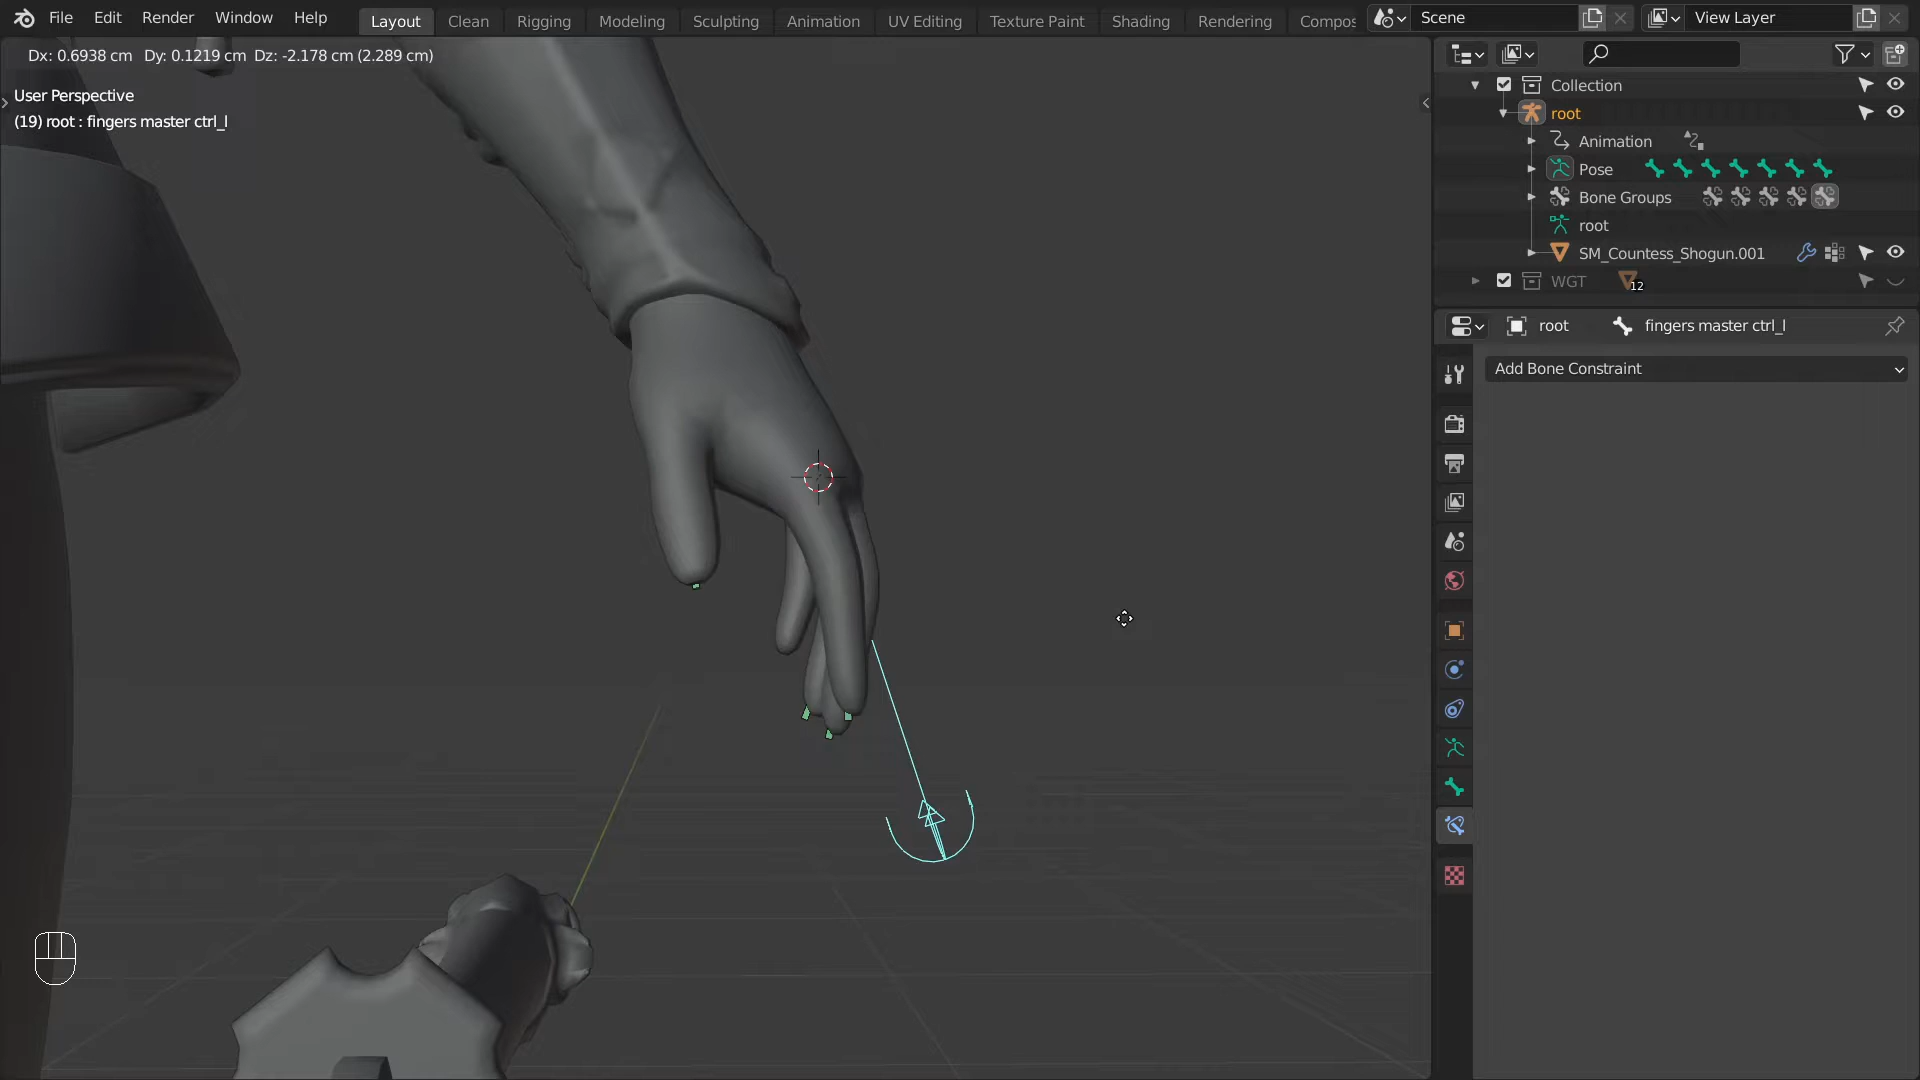 File Edit Render Window Help Layout Clean Rigging Modeling Sculpting Animation UV Editing Texture Paint Shading Rendering Compos Scene View Layer
Dx: 0.6938 cm Dy: 0.1219 cm Dz: -2.178 cm (2.289 cm)
User Perspective
(19) root : fingers master ctrl_l
Collection
root
Animation
Pose
Bone Groups
root
SM_Countess_Shogun.001
WGT 12
root fingers master ctrl_l
Add Bone Constraint